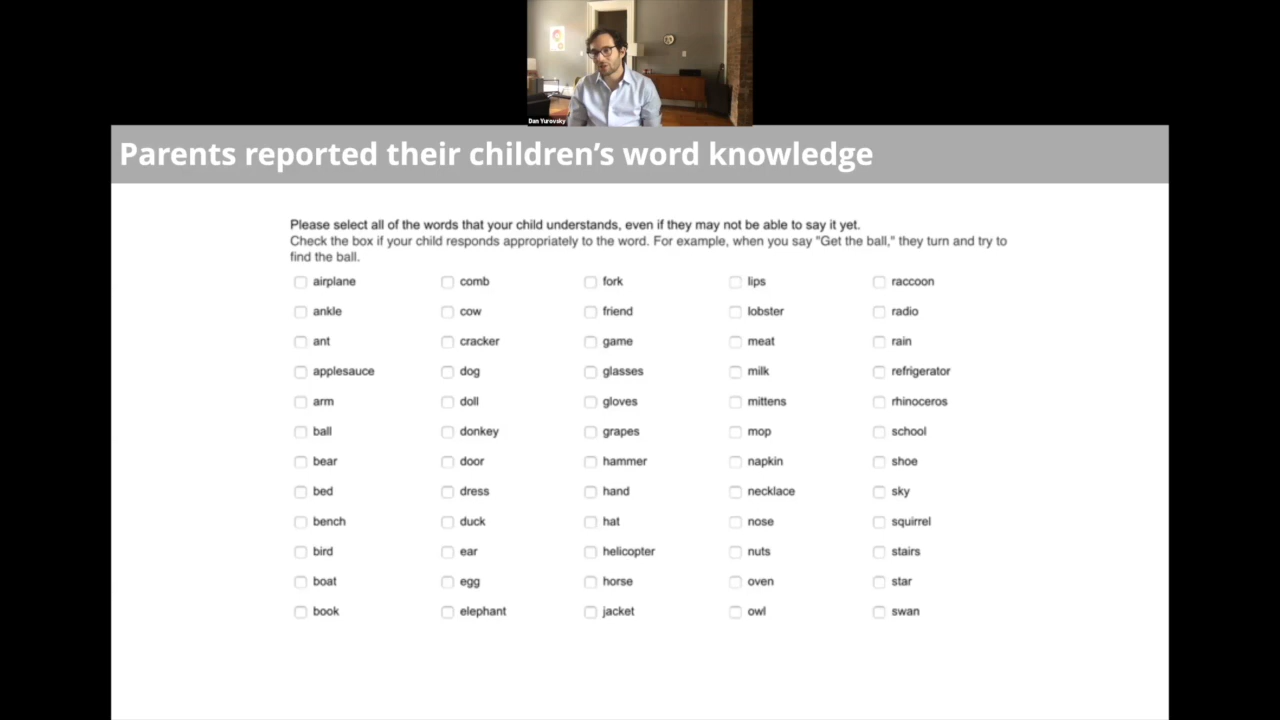 Dan Yurovsky
Parents reported their children's word knowledge
Please select all of the words that your child understands, even if they may not be able to say it yet.
Check the box if your child responds appropriately to the word. For example, when you say "Get the ball," they turn and try to
find the ball.
airplane comb fork lips raccoon
ankle cow friend lobster radio
ant cracker game meat rain
applesauce dog glasses milk refrigerator
arm doll gloves mittens rhinoceros
ball donkey grapes mop school
bear door hammer napkin shoe
bed dress hand necklace sky
bench duck hat nose squirrel
bird ear helicopter nuts stairs
boat egg horse oven star
book elephant jacket owl swan